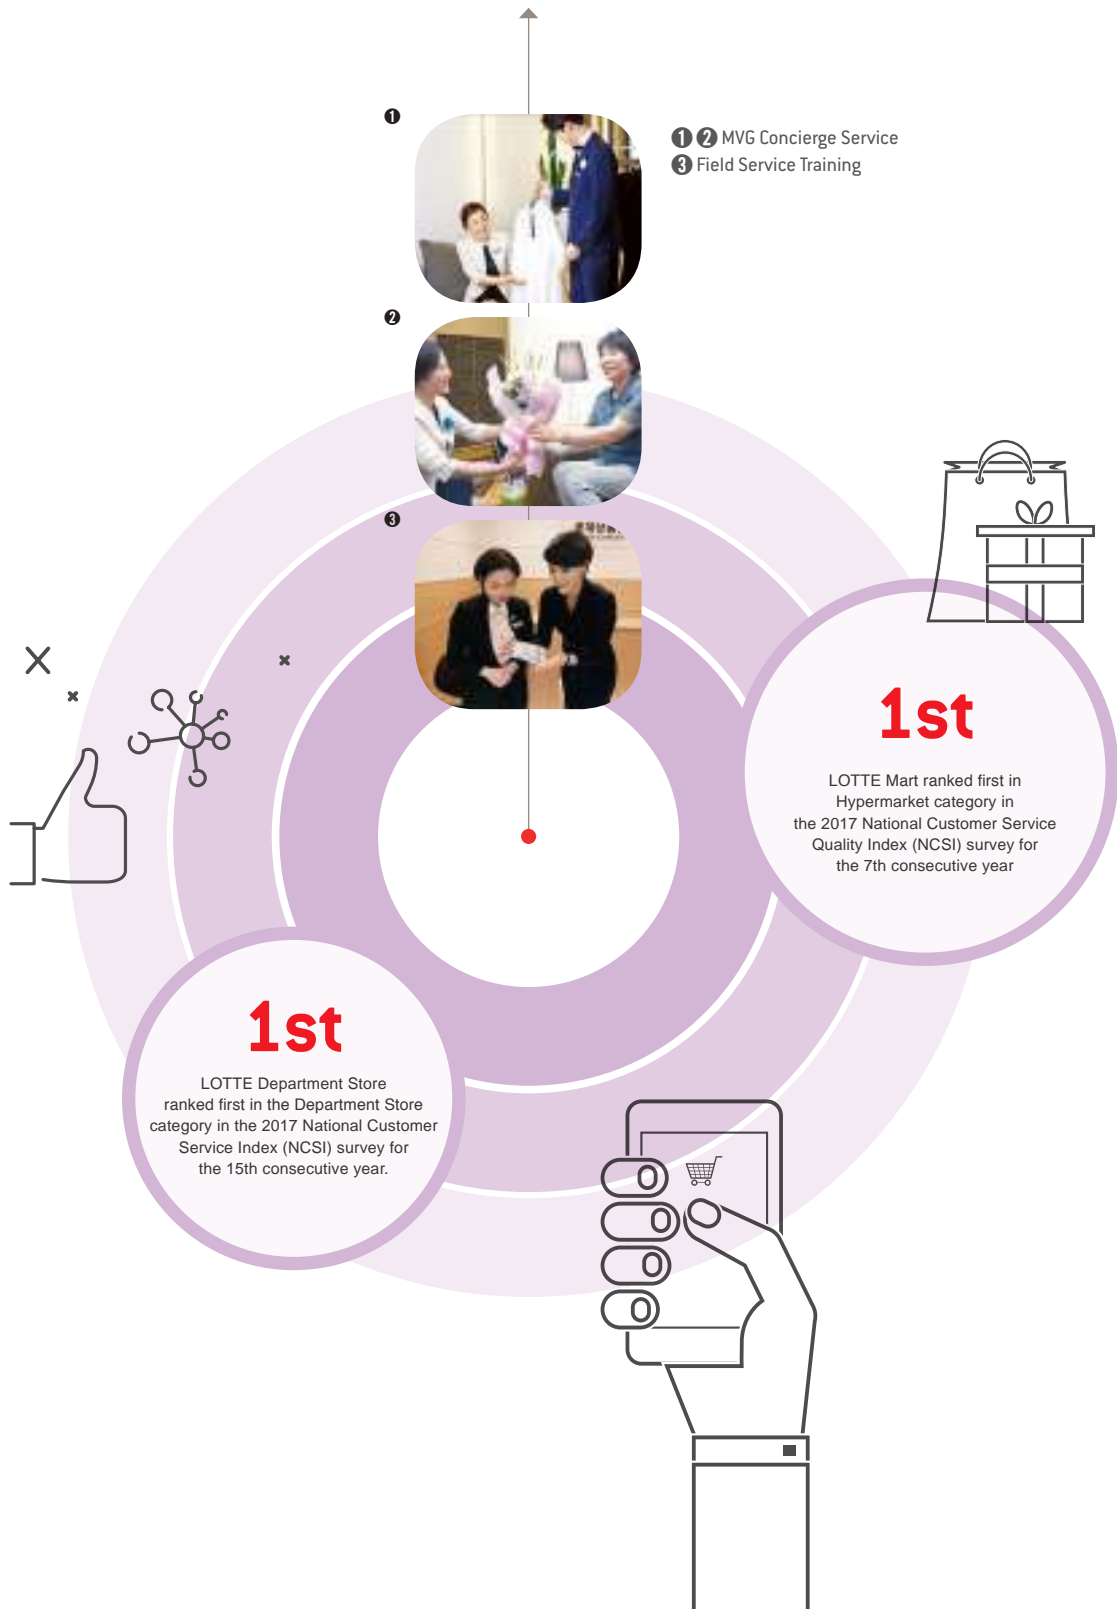 ❶
❶ ❷ MVG Concierge Service
❸ Field Service Training
❷
❸
1st
LOTTE Mart ranked first in
Hypermarket category in
the 2017 National Customer Service
Quality Index (NCSI) survey for
the 7th consecutive year
1st
LOTTE Department Store
ranked first in the Department Store
category in the 2017 National Customer
Service Index (NCSI) survey for
the 15th consecutive year.